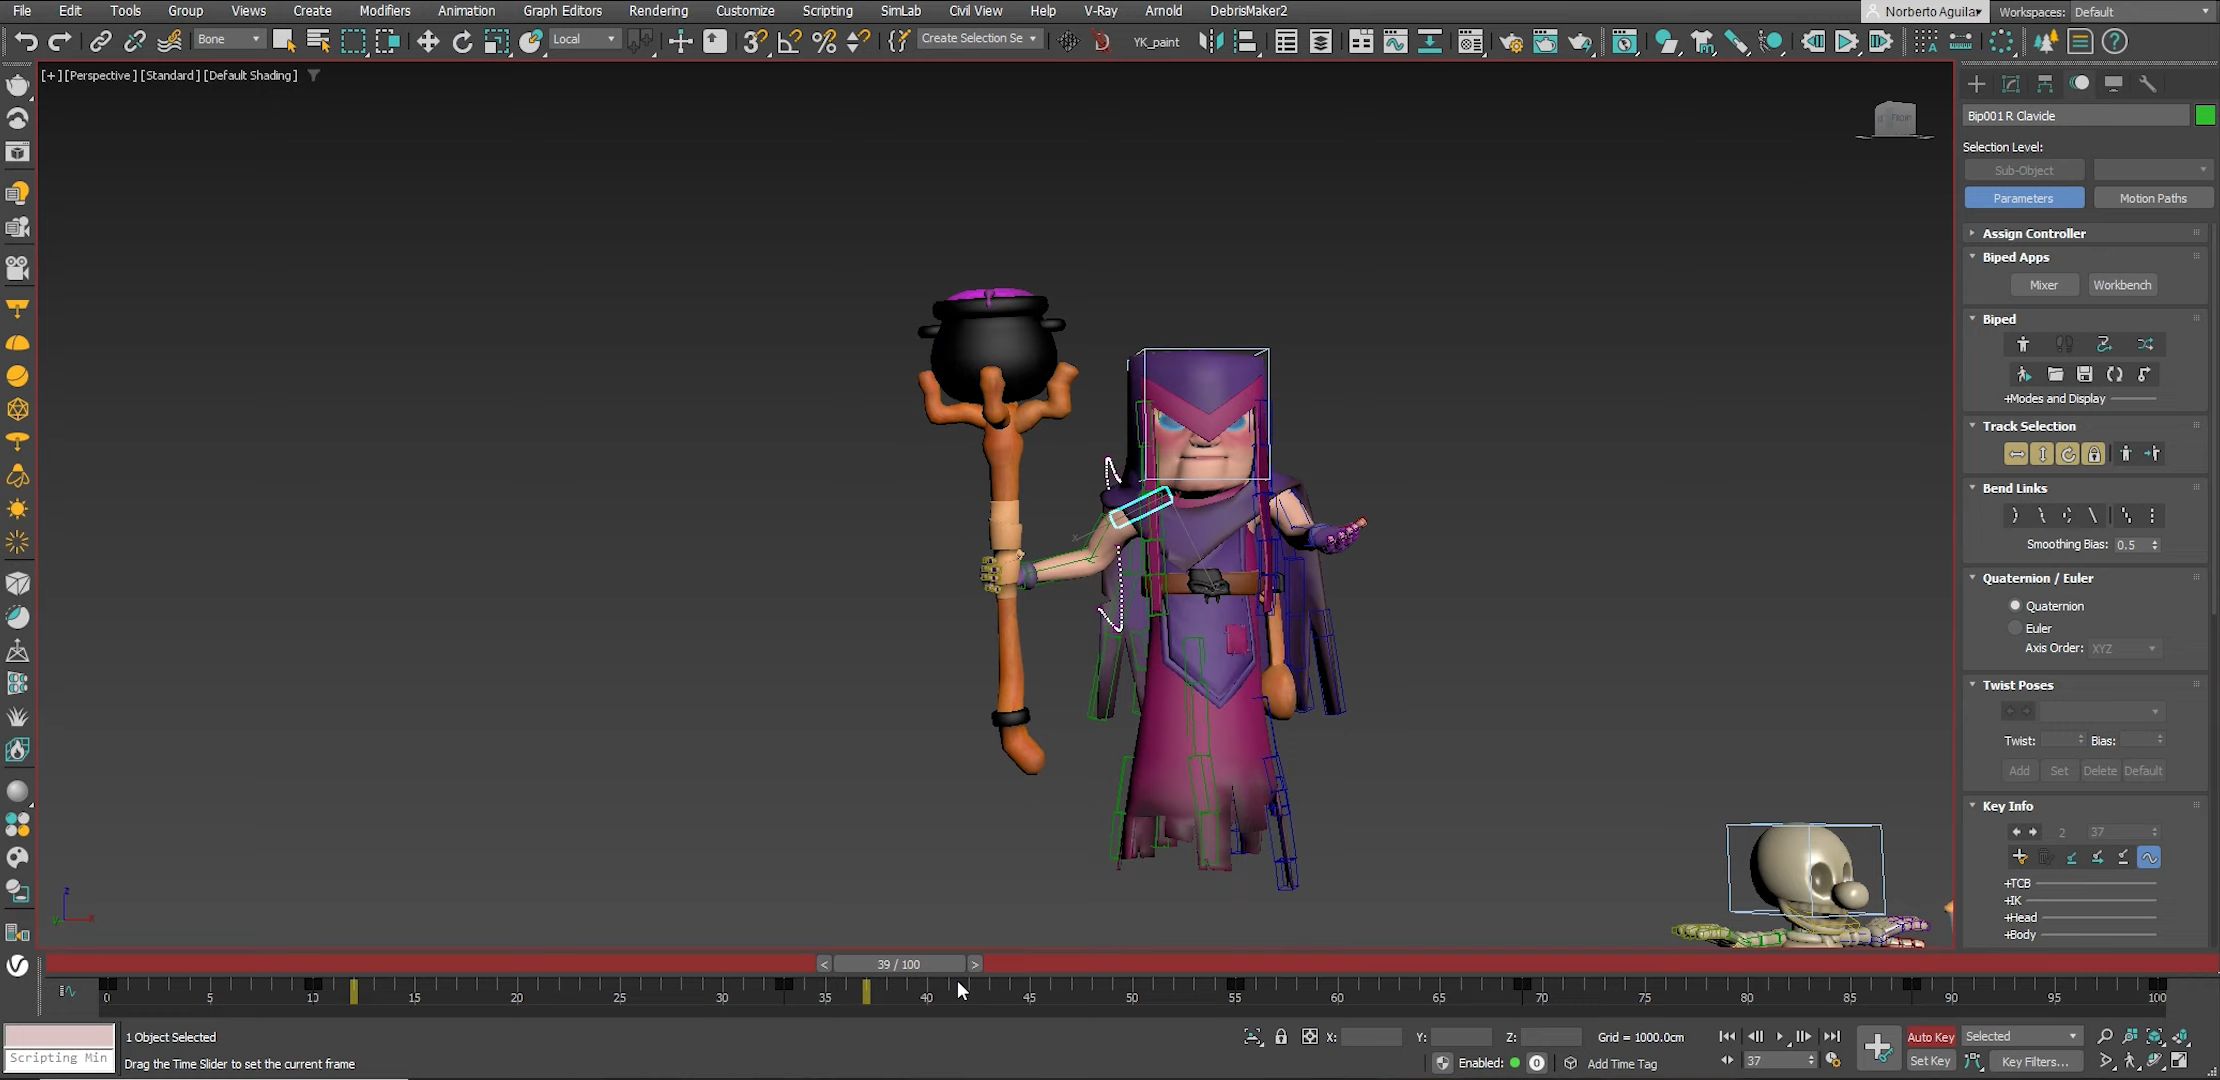 File Edit Tools Group Views Create Modifiers Animation Graph Editors Rendering Customize Scripting SimLab Civil View Help V-Ray Arnold DebrisMaker2 Norberto Aguilar Workspaces: Default
Bone Local Create Selection Se YK_paint
[+] [Perspective] [Standard] [Default Shading]
FRONT
Bip001 R Clavicle
Selection Level:
Sub-Object
Parameters Motion Paths
Assign Controller
Biped Apps
Mixer Workbench
Biped
+Modes and Display
Track Selection
Bend Links
Smoothing Bias: 0.5
Quaternion / Euler
Quaternion
Euler
Axis Order: XYZ
Twist Poses
Twist: Bias:
Add Set Delete Default
Key Info
2 37
+TCB
+IK
+Head
+Body
z
x
< 39 / 100 >
0 5 10 15 20 25 30 35 40 45 50 55 60 65 70 75 80 85 90 95 100
1 Object Selected X: Y: Z: Grid = 1000.0cm Auto Key Selected
Scripting Min Drag the Time Slider to set the current frame Enabled: 0 Add Time Tag 37 Set Key Key Filters...